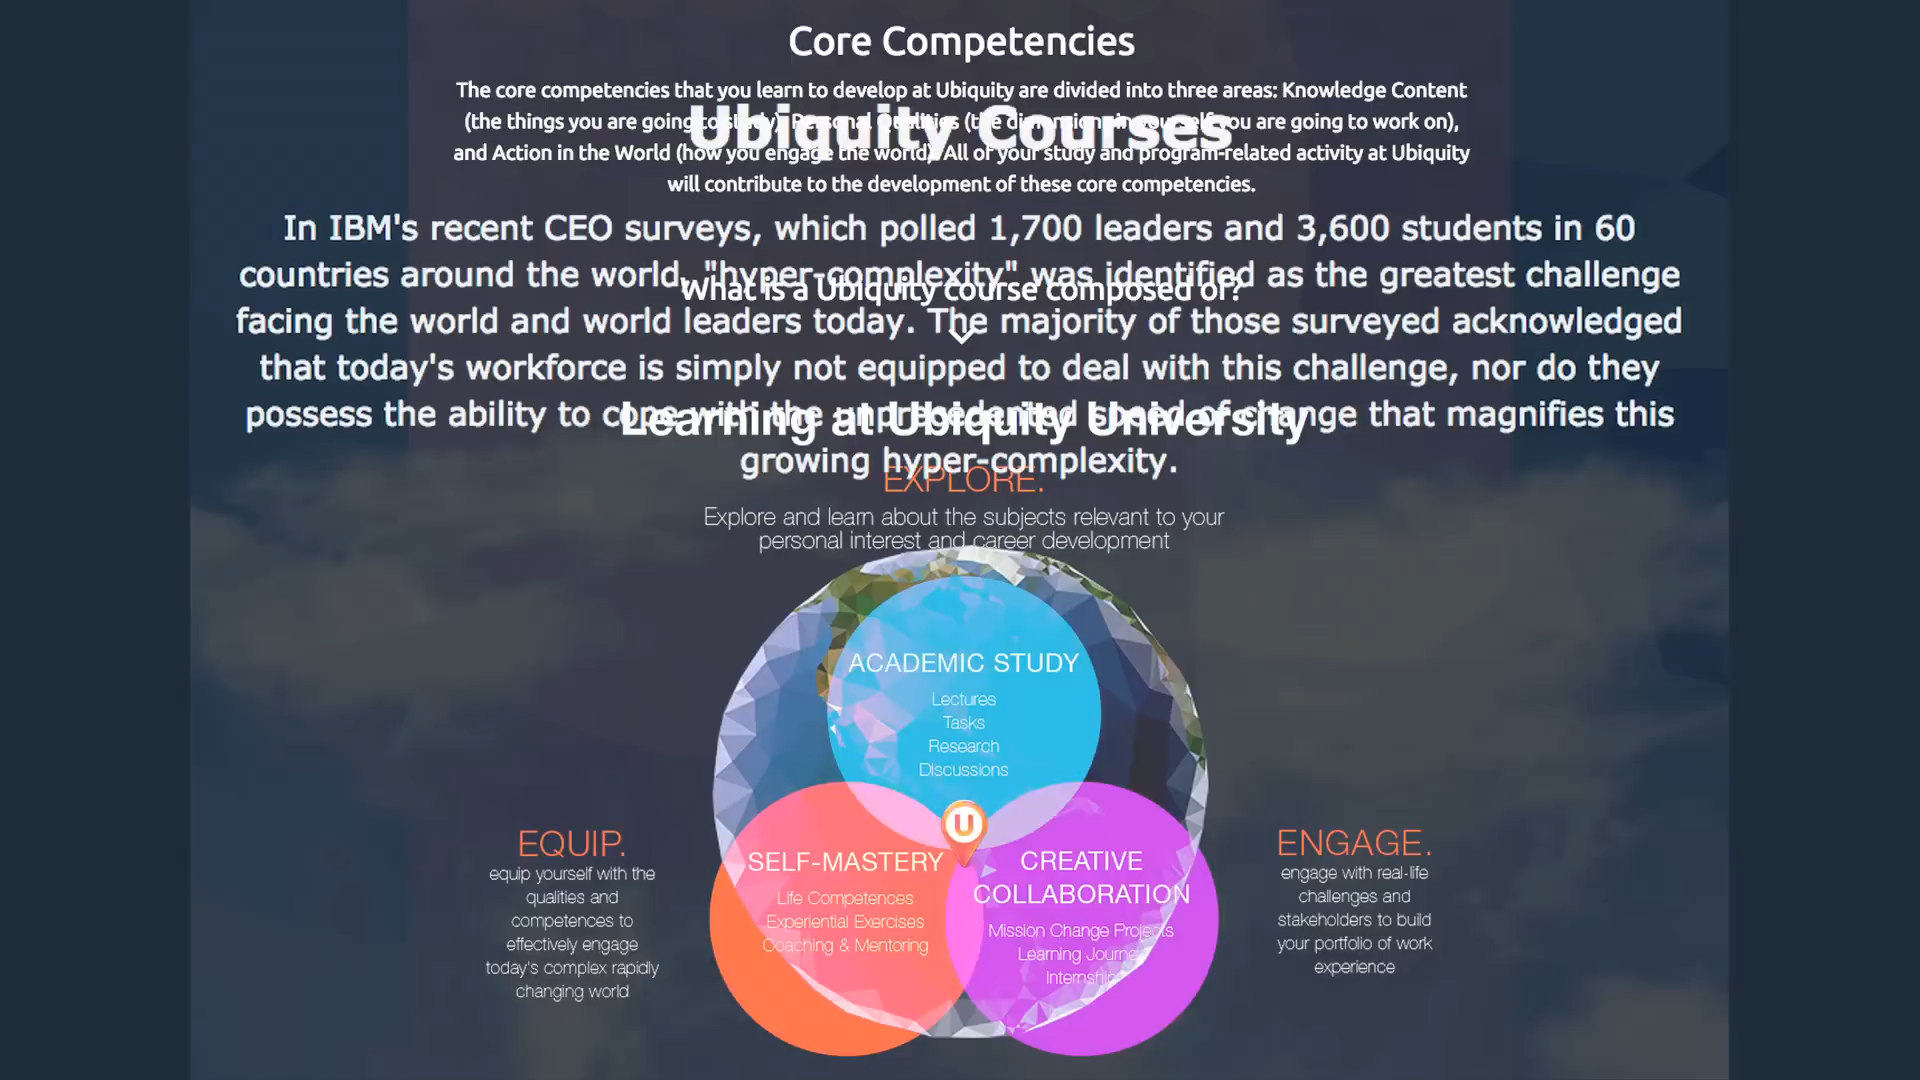 Core Competencies
The core competencies that you learn to develop at Ubiquity are divided into three areas: Knowledge Content
(the things you are going to study), Personal Qualities (the dimensions in yourself you are going to work on),
Ubiquity Courses
and Action in the World (how you engage the world). All of your study and program-related activity at Ubiquity
will contribute to the development of these core competencies.
In IBM's recent CEO surveys, which polled 1,700 leaders and 3,600 students in 60
countries around the world, "hyper-complexity" was identified as the greatest challenge
What is a Ubiquity course composed of?
facing the world and world leaders today. The majority of those surveyed acknowledged
that today's workforce is simply not equipped to deal with this challenge, nor do they
possess the ability to cope with the unprecedented speed of change that magnifies this
Learning at Ubiquity University
growing hyper-complexity.
EXPLORE.
Explore and learn about the subjects relevant to your
personal interest and career development
ACADEMIC STUDY
Lectures
Tasks
Research
Discussions
U
EQUIP.
equip yourself with the
qualities and
competences to
effectively engage
today's complex rapidly
changing world
SELF-MASTERY
Life Competences
Experiential Exercises
Coaching & Mentoring
CREATIVE
COLLABORATION
Mission Change Projects
Learning Journe
Internship
ENGAGE.
engage with real-life
challenges and
stakeholders to build
your portfolio of work
experience